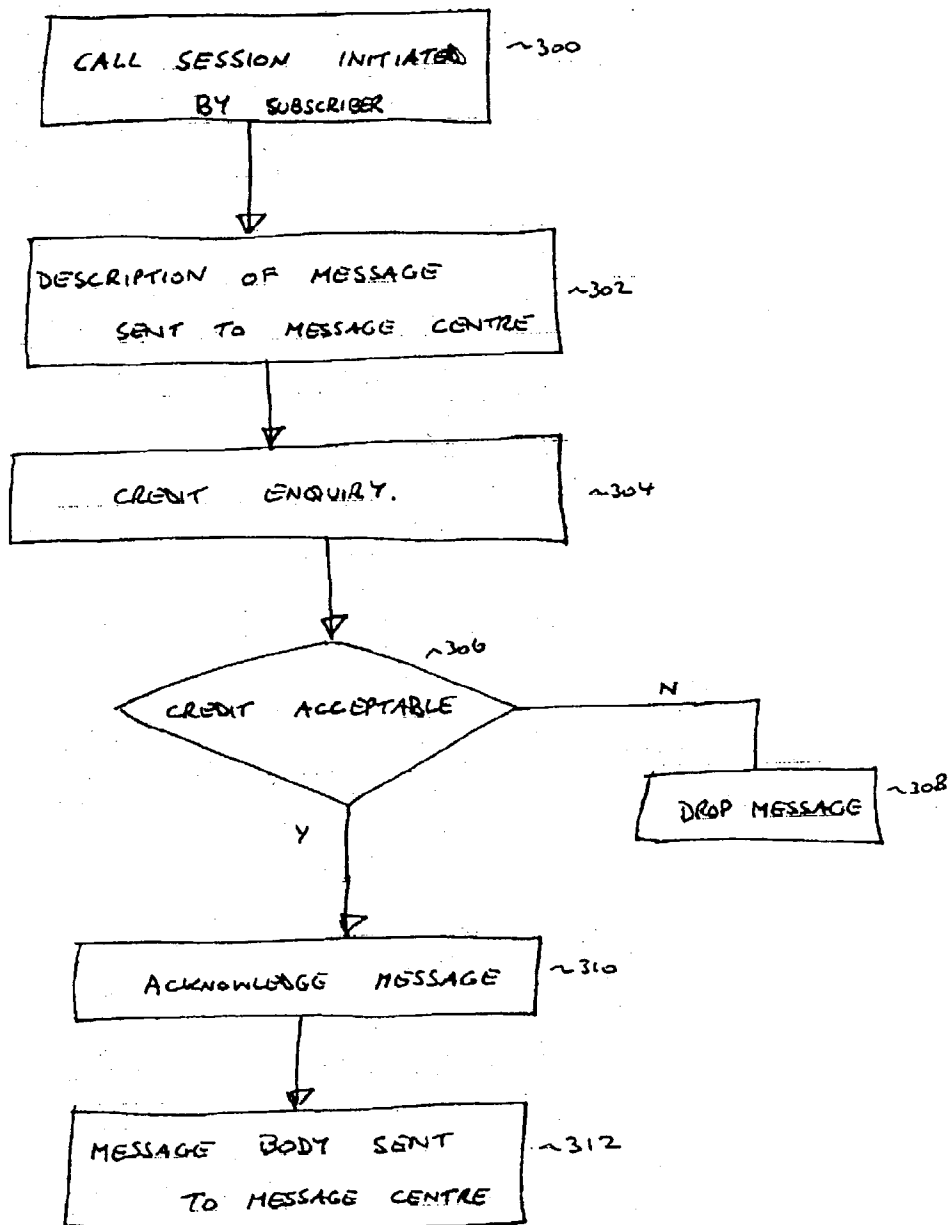 CALL SESSION INITIATED
BY SUBSCRIBER
~300
DESCRIPTION OF MESSAGE
SENT TO MESSAGE CENTRE
~302
CREDIT ENQUIRY.
~304
~306
CREDIT ACCEPTABLE
N
DROP MESSAGE
~308
Y
ACKNOWLEDGE MESSAGE
~310
MESSAGE BODY SENT
TO MESSAGE CENTRE
~312